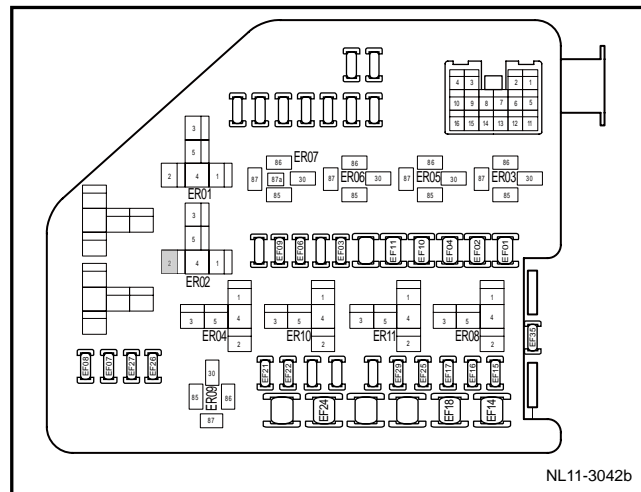 4 3 2 1
10 9 8 7 6 5
16 15 14 13 12 11
3
5
2 4 1
ER01
86 ER07
87 87a 30
85
86
87 30
ER06
85
86
87 30
ER05
85
86
87 30
ER03
85
3
5
2 4 1
ER02
EF09 EF06 EF03 EF11 EF10 EF04 EF02 EF01
1
3 5 4
ER04 2
1
3 5 4
ER10 2
1
3 5 4
ER11 2
1
3 5 4
ER08 2
EF35
EF08 EF07 EF27 EF26
30
85 ER09 86
87
EF21 EF22 EF29 EF25 EF17 EF16 EF15
EF24 EF18 EF14
NL11-3042b